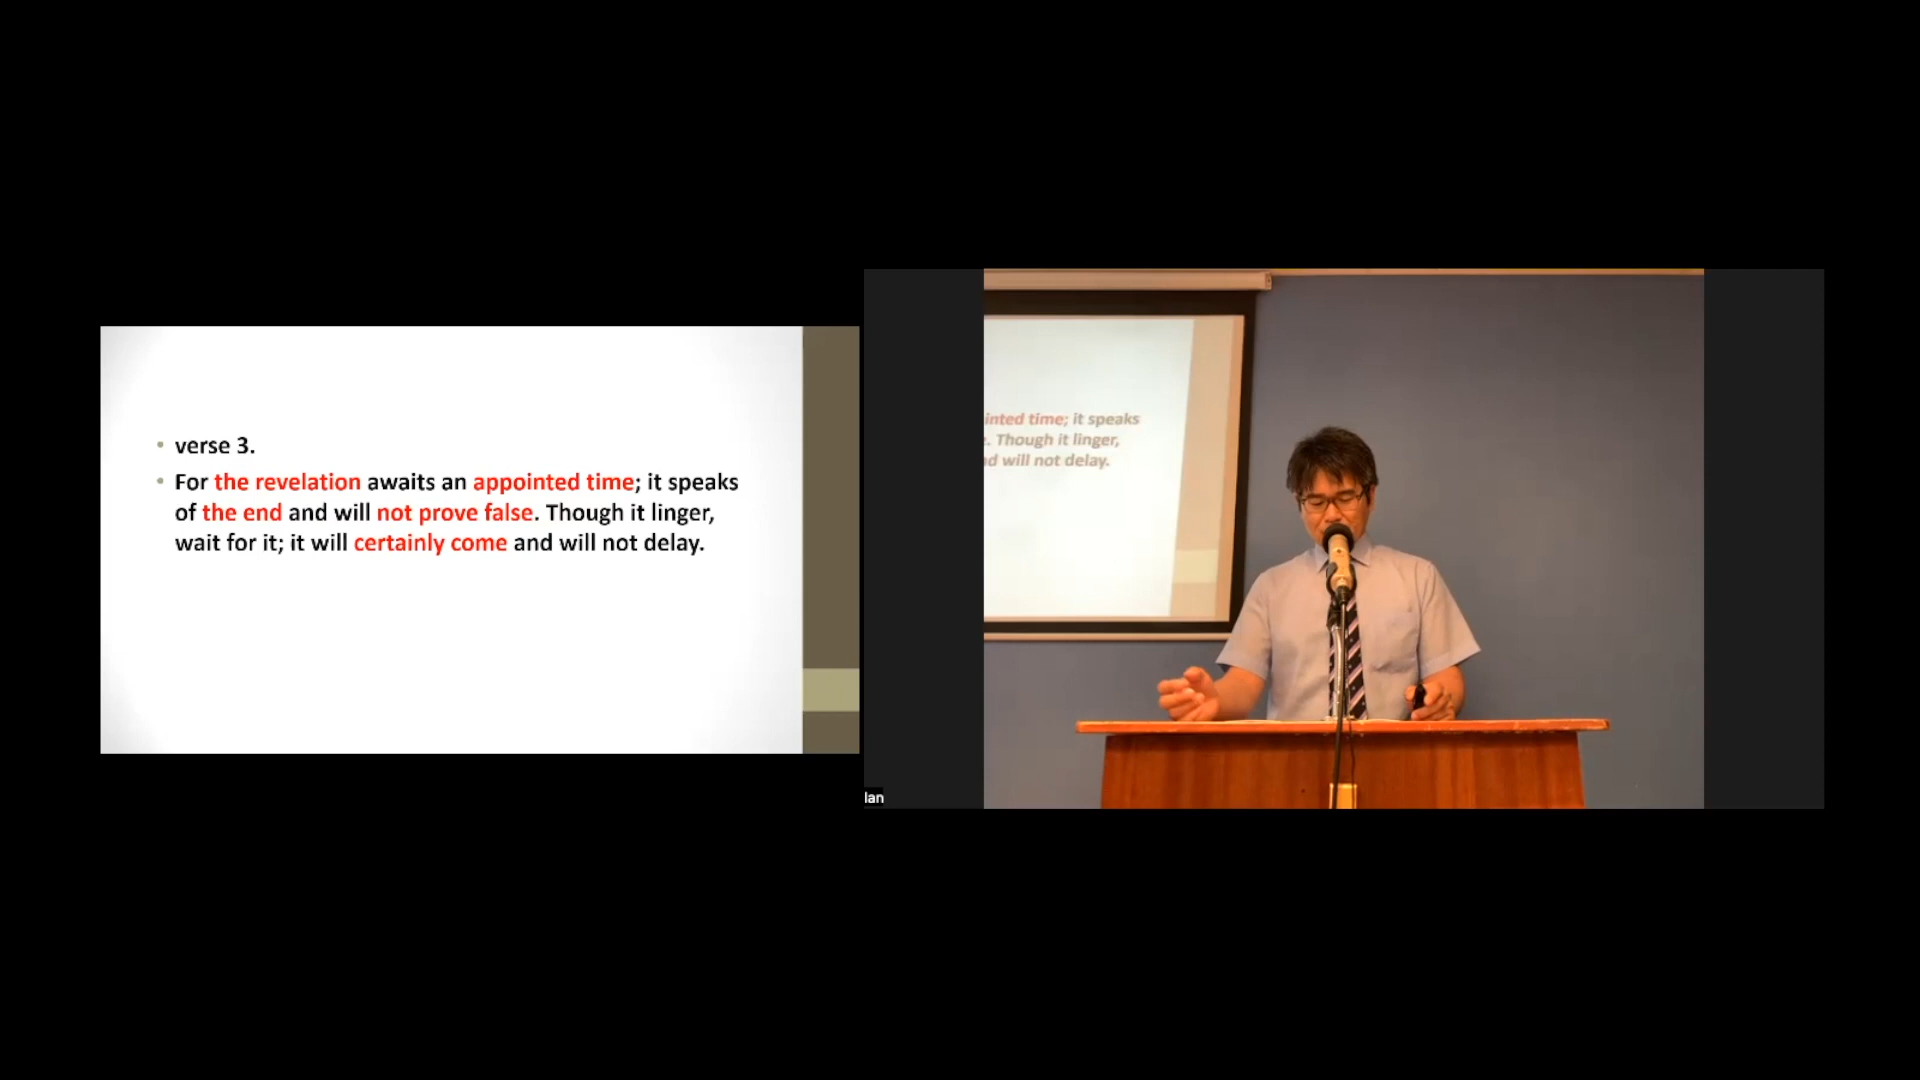 • verse 3.
• For the revelation awaits an appointed time; it speaks
of the end and will not prove false. Though it linger,
wait for it; it will certainly come and will not delay.
inted time; it speaks
. Though it linger,
d will not delay.
lan